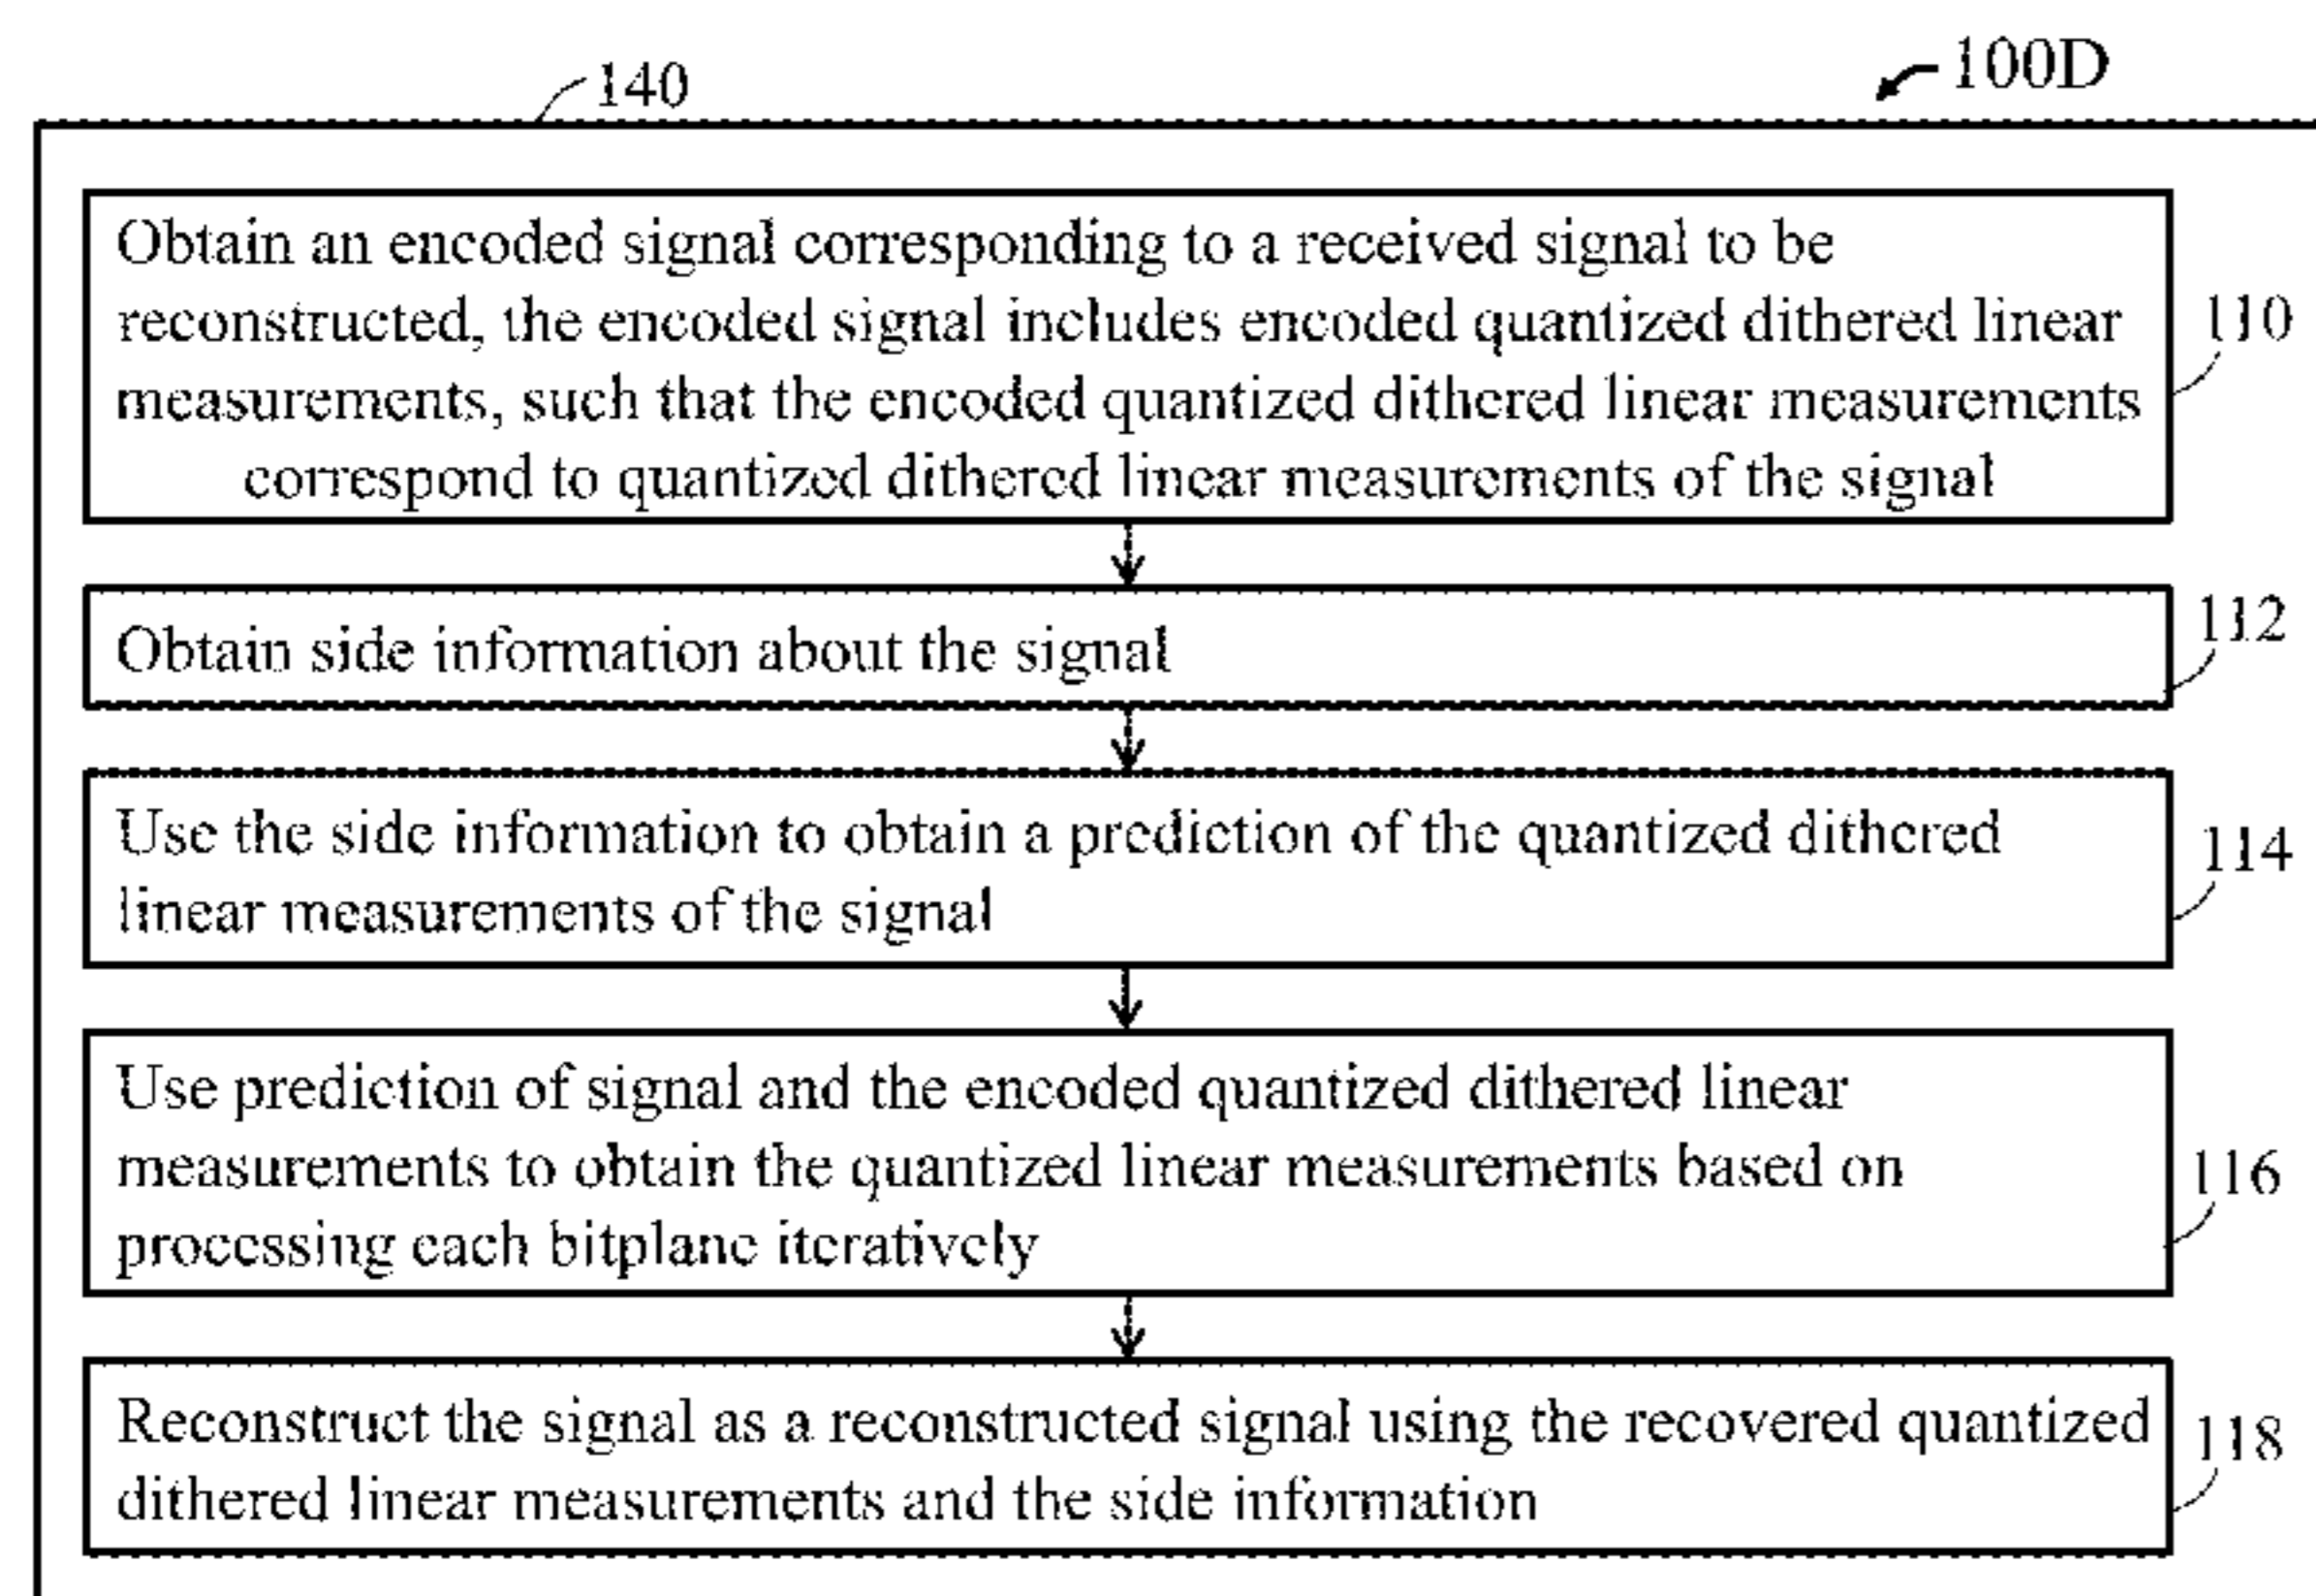 140
100D
Obtain an encoded signal corresponding to a received signal to be
reconstructed, the encoded signal includes encoded quantized dithered linear
measurements, such that the encoded quantized dithered linear measurements
correspond to quantized dithered linear measurements of the signal
110
Obtain side information about the signal
112
Use the side information to obtain a prediction of the quantized dithered
linear measurements of the signal
114
Use prediction of signal and the encoded quantized dithered linear
measurements to obtain the quantized linear measurements based on
processing each bitplane iteratively
116
Reconstruct the signal as a reconstructed signal using the recovered quantized
dithered linear measurements and the side information
118